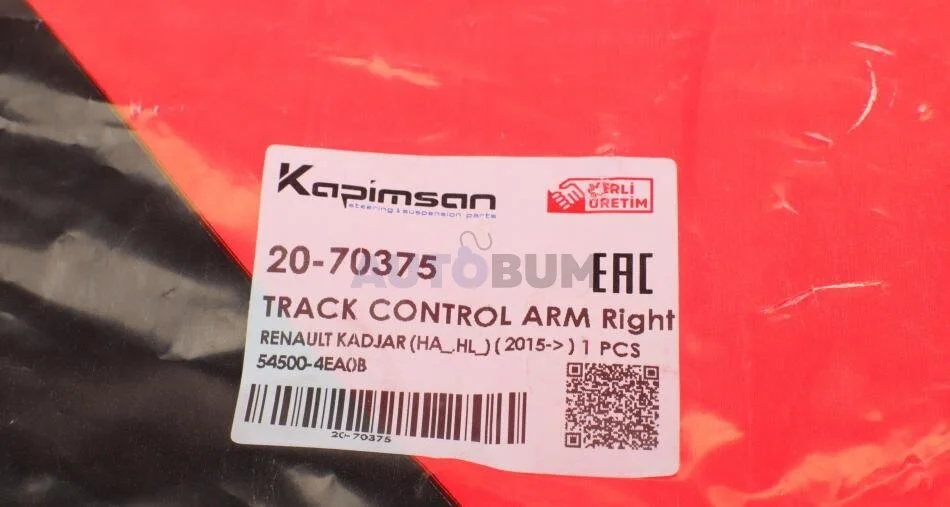 Kapimsan
steering & suspension parts
YERLİ
ÜRETİM
20-70375
AUTOBUM
EAC
TRACK CONTROL ARM Right
RENAULT KADJAR (HA_,HL_) ( 2015-> ) 1 PCS
54500-4EA0B
20-70375